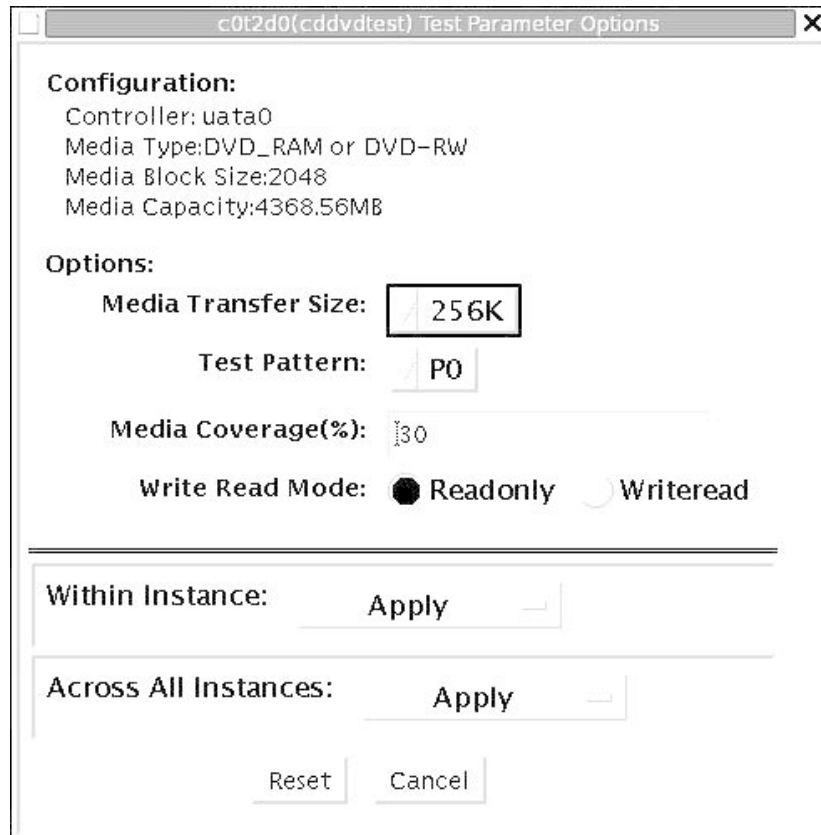 c0t2d0(cddvdtest) Test Parameter Options
Configuration:
Controller: uata0
Media Type:DVD_RAM or DVD-RW
Media Block Size:2048
Media Capacity:4368.56MB
Options:
Media Transfer Size: 256K
Test Pattern: P0
Media Coverage(%): 30
Write Read Mode: Readonly Writeread
Within Instance: Apply
Across All Instances: Apply
Reset Cancel